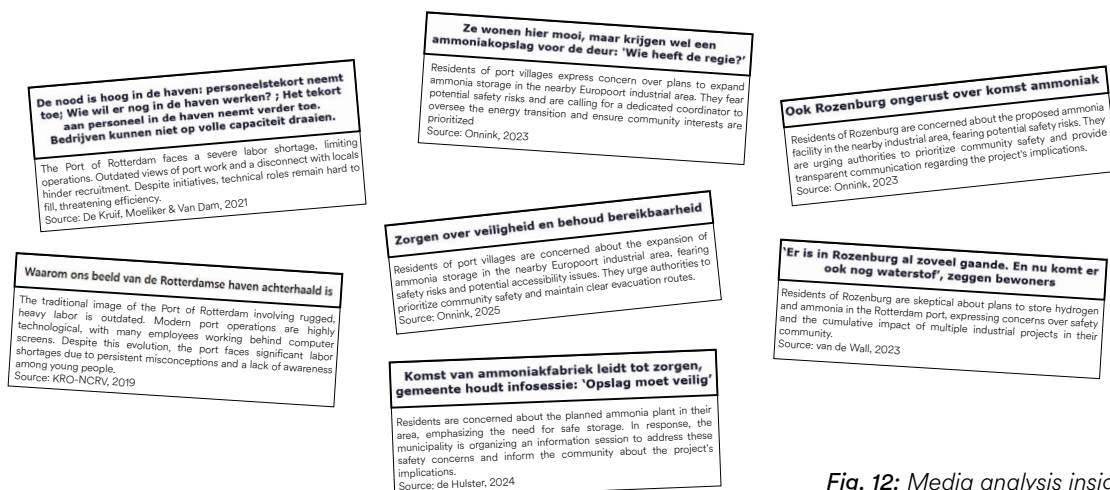 De nood is hoog in de haven: personeelstekort neemt
toe; Wie wil er nog in de haven werken? ; Het tekort
aan personeel in de haven neemt verder toe.
Bedrijven kunnen niet op volle capaciteit draaien.
The Port of Rotterdam faces a severe labor shortage, limiting
operations. Outdated views of port work and a disconnect with locals
hinder recruitment. Despite initiatives, technical roles remain hard to
fill, threatening efficiency.
Source: De Kruif, Moeliker & Van Dam, 2021
Waarom ons beeld van de Rotterdamse haven achterhaald is
The traditional image of the Port of Rotterdam involving rugged,
heavy labor is outdated. Modern port operations are highly
technological, with many employees working behind computer
screens. Despite this evolution, the port faces significant labor
shortages due to persistent misconceptions and a lack of awareness
among young people.
Source: KRO-NCRV, 2019
Ze wonen hier mooi, maar krijgen wel een
ammoniakopslag voor de deur: ‘Wie heeft de regie?’
Residents of port villages express concern over plans to expand
ammonia storage in the nearby Europoort industrial area. They fear
potential safety risks and are calling for a dedicated coordinator to
oversee the energy transition and ensure community interests are
prioritized
Source: Onnink, 2023
Zorgen over veiligheid en behoud bereikbaarheid
Residents of port villages are concerned about the expansion of
ammonia storage in the nearby Europoort industrial area, fearing
safety risks and potential accessibility issues. They urge authorities to
prioritize community safety and maintain clear evacuation routes.
Source: Onnink, 2025
Komst van ammoniakfabriek leidt tot zorgen,
gemeente houdt infosessie: ‘Opslag moet veilig’
Residents are concerned about the planned ammonia plant in their
area, emphasizing the need for safe storage. In response, the
municipality is organizing an information session to address these
safety concerns and inform the community about the project's
implications.
Source: de Hulster, 2024
Ook Rozenburg ongerust over komst ammoniak
Residents of Rozenburg are concerned about the proposed ammonia
facility in the nearby industrial area, fearing potential safety risks. They
are urging authorities to prioritize community safety and provide
transparent communication regarding the project's implications.
Source: Onnink, 2023
‘Er is in Rozenburg al zoveel gaande. En nu komt er
ook nog waterstof’, zeggen bewoners
Residents of Rozenburg are skeptical about plans to store hydrogen
and ammonia in the Rotterdam port, expressing concerns over safety
and the cumulative impact of multiple industrial projects in their
community.
Source: van de Wall, 2023
Fig. 12: Media analysis